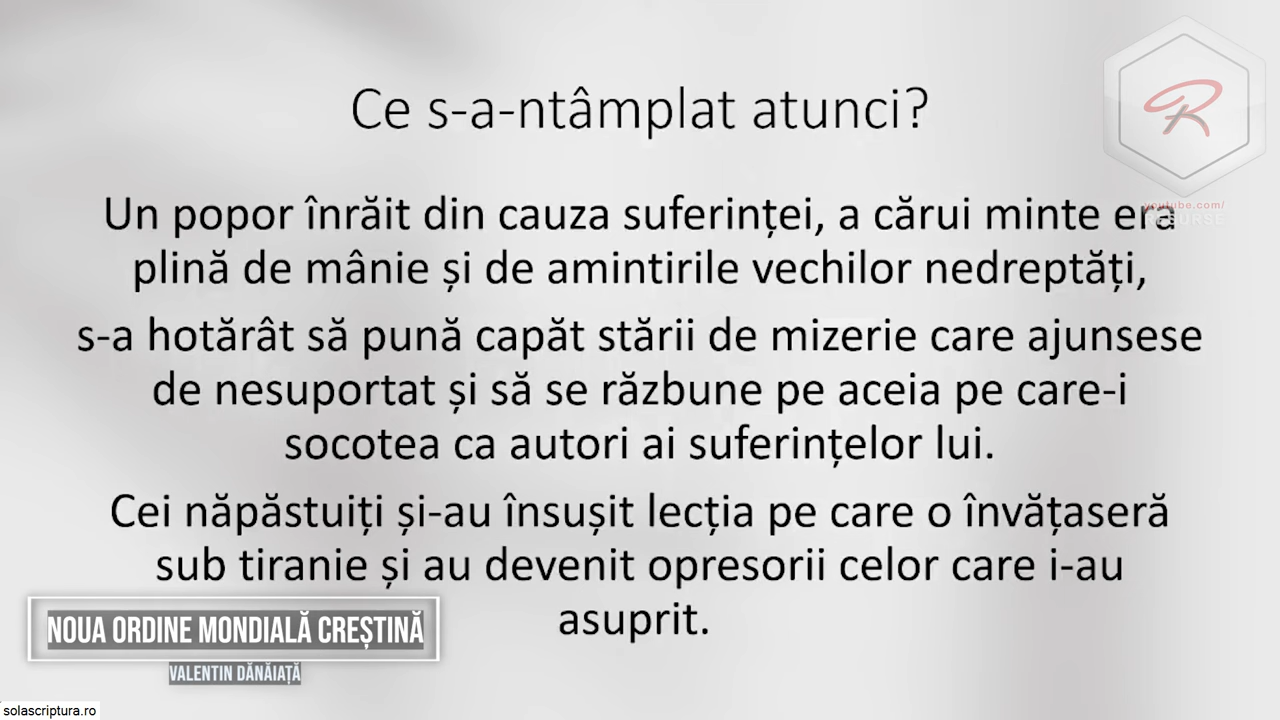 Ce s-a-ntâmplat atunci?
Un popor înrăit din cauza suferinței, a cărui minte era
plină de mânie și de amintirile vechilor nedreptăți,
s-a hotărât să pună capăt stării de mizerie care ajunsese
de nesuportat și să se răzbune pe aceia pe care-i
socotea ca autori ai suferințelor lui.
Cei năpăstuiți și-au însușit lecția pe care o învățaseră
sub tiranie și au devenit opresorii celor care i-au
asuprit.
R
youtube.com/
RESURSE
NOUA ORDINE MONDIALĂ CREȘTINĂ
VALENTIN DĂNĂIAȚĂ
solascriptura.ro